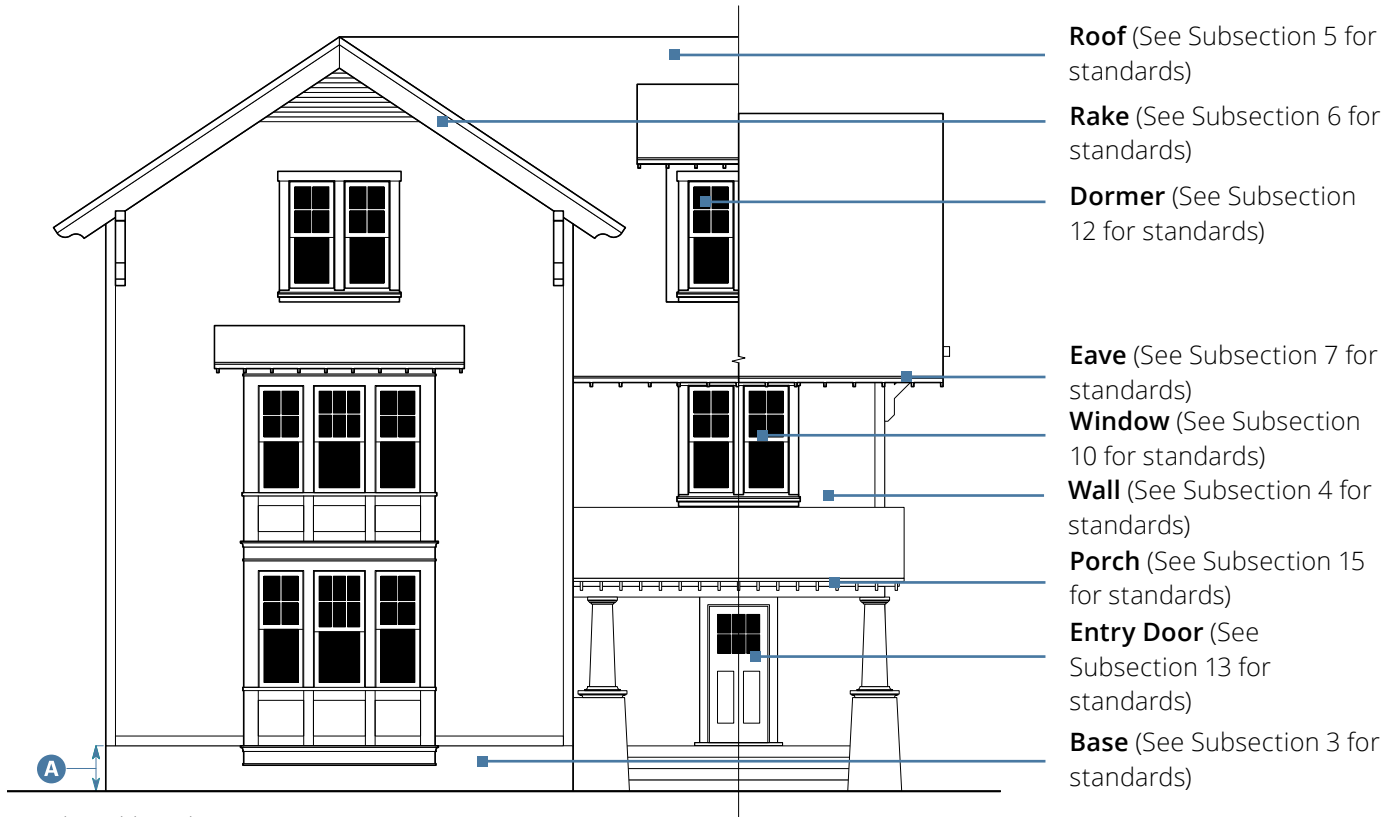 Roof (See Subsection 5 for
standards)
Rake (See Subsection 6 for
standards)
Dormer (See Subsection
12 for standards)
Eave (See Subsection 7 for
standards)
Window (See Subsection
10 for standards)
Wall (See Subsection 4 for
standards)
Porch (See Subsection 15
for standards)
Entry Door (See
Subsection 13 for
standards)
Base (See Subsection 3 for
standards)
A